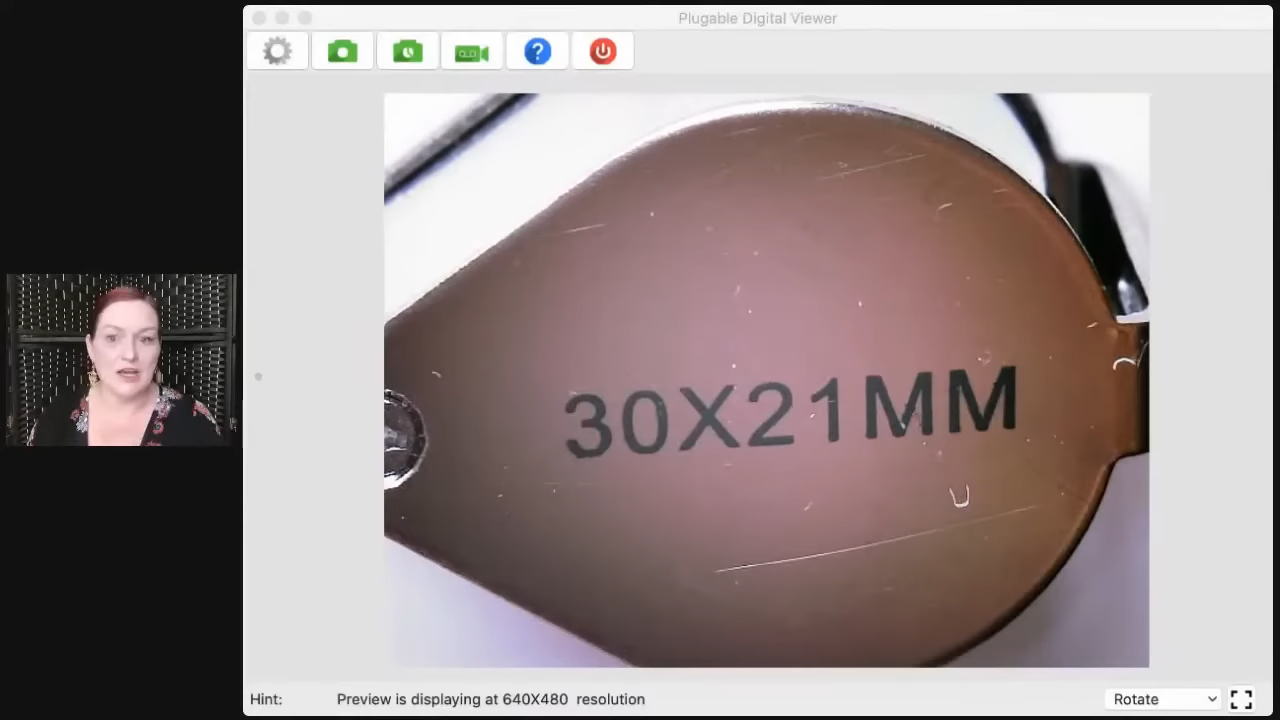 Plugable Digital Viewer
30X21MM
Hint: Preview is displaying at 640X480 resolution
Rotate